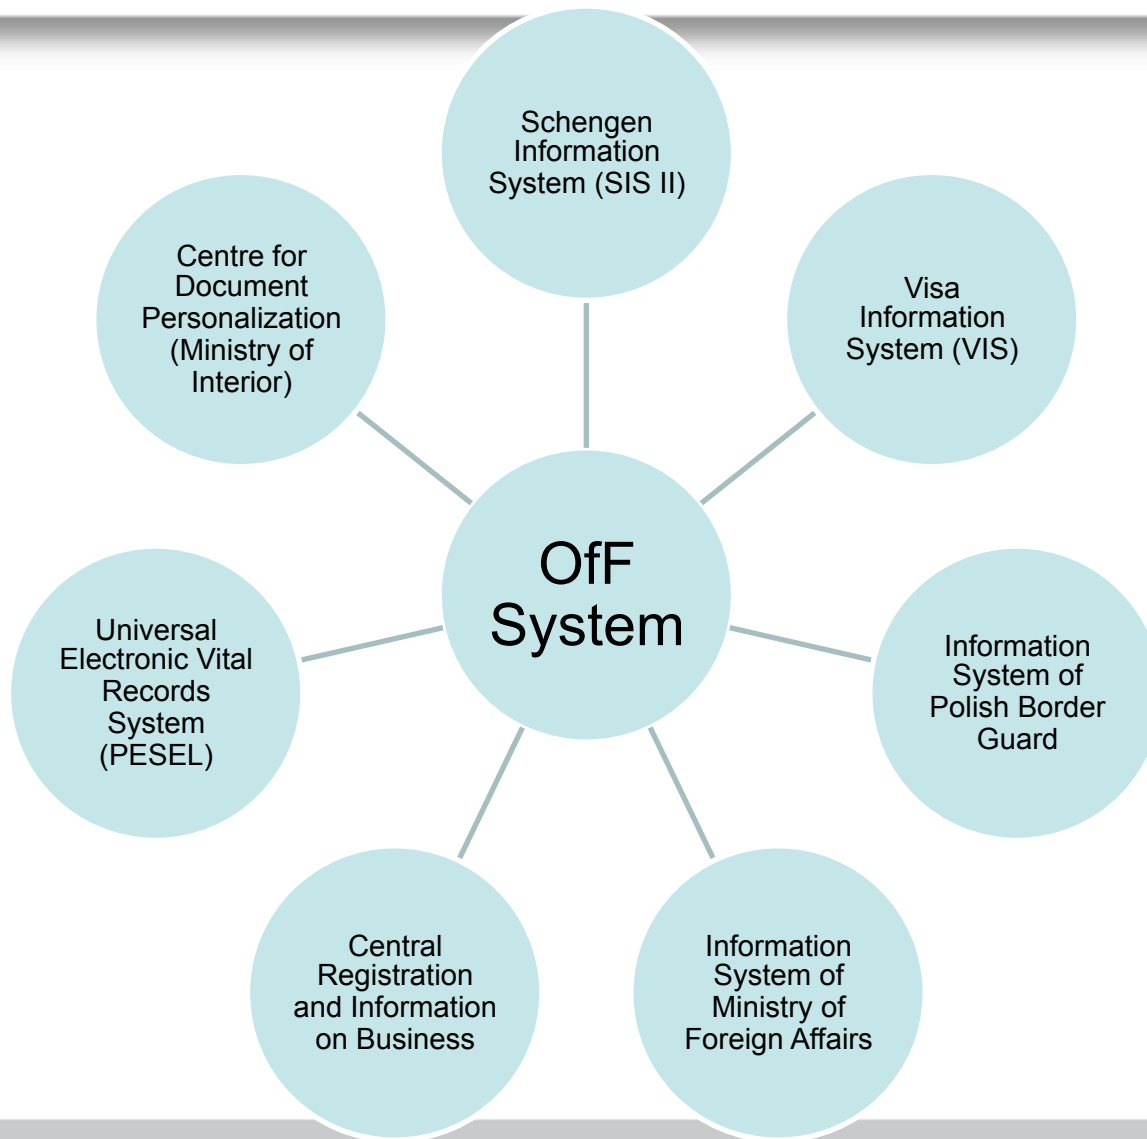 Schengen
Information
System (SIS II)
Visa
Information
System (VIS)
Information
System of
Polish Border
Guard
Information
System of
Ministry of
Foreign Affairs
Central
Registration
and Information
on Business
Universal
Electronic Vital
Records
System
(PESEL)
Centre for
Document
Personalization
(Ministry of
Interior)
OfF
System